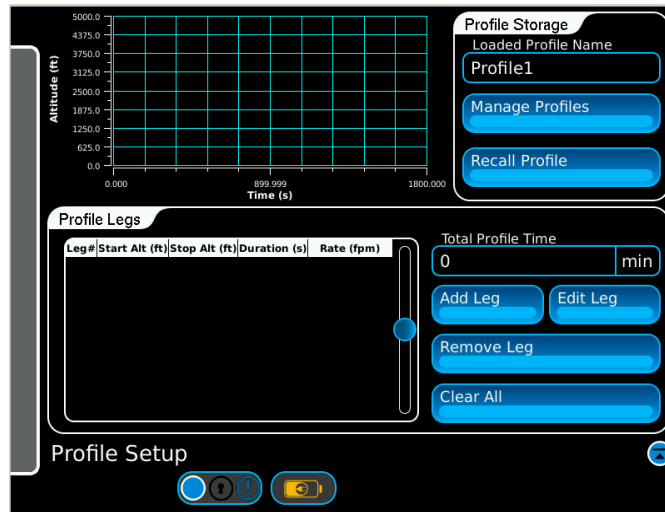 5000.0
4375.0
3750.0
3125.0
2500.0
1875.0
1250.0
625.0
0.0
Altitude (ft)
0.000 899.999 1800.000
Time (s)
Profile Storage
Loaded Profile Name
Profile1
Manage Profiles
Recall Profile
Profile Legs
Leg# Start Alt (ft) Stop Alt (ft) Duration (s) Rate (fpm)
Total Profile Time
0 min
Add Leg Edit Leg
Remove Leg
Clear All
Profile Setup